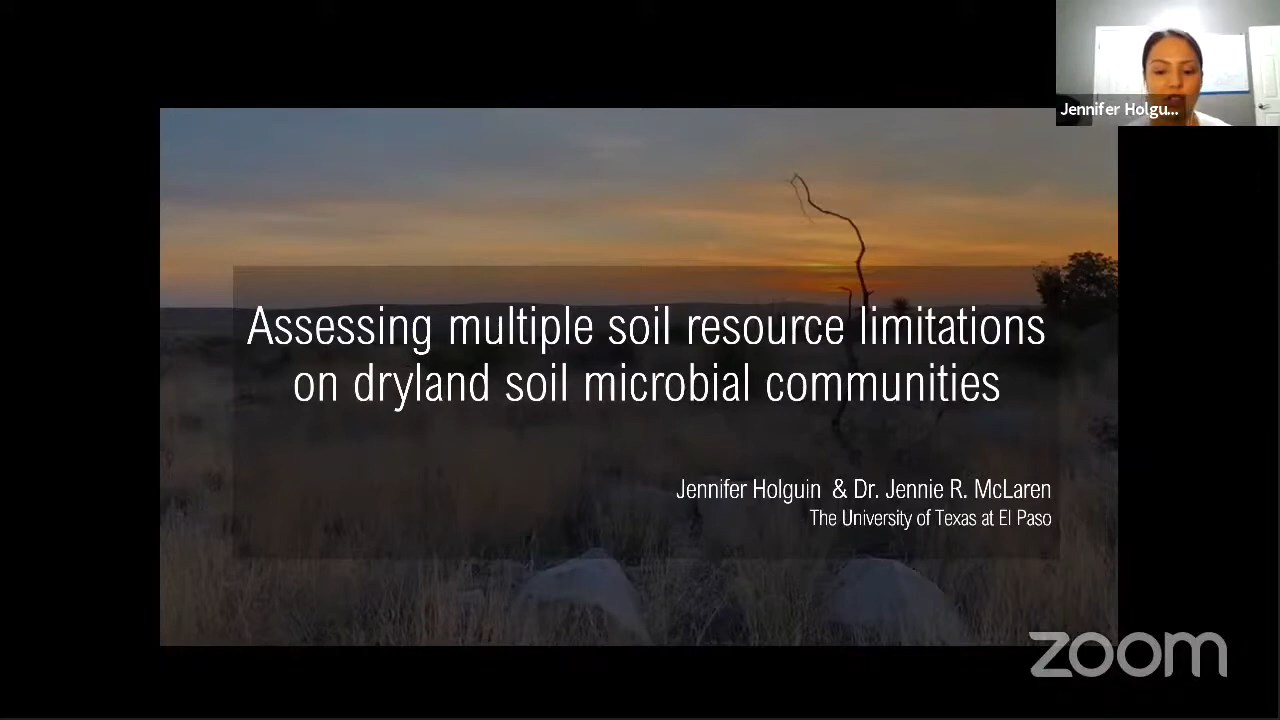 Jennifer Holgu...
Assessing multiple soil resource limitations
on dryland soil microbial communities
Jennifer Holguin & Dr. Jennie R. McLaren
The University of Texas at El Paso
zoom